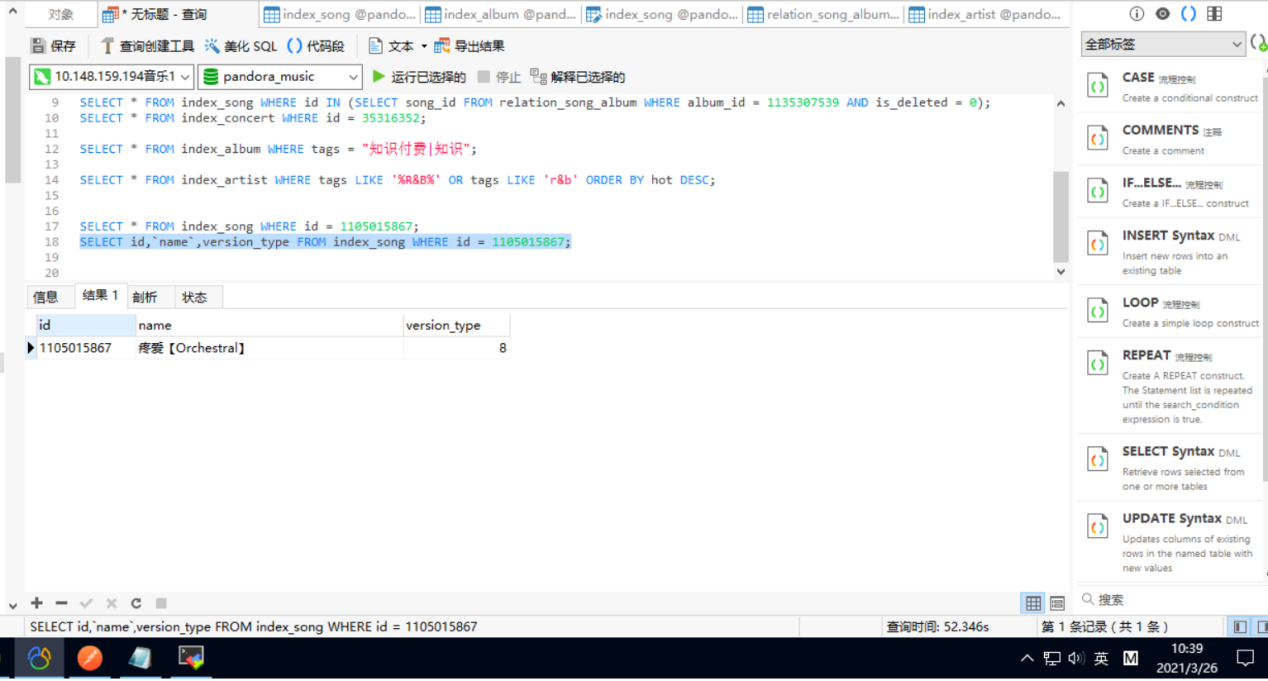 对象
* 无标题 - 查询
index_song @pando...
index_album @pand...
index_song @pando...
relation_song_album...
index_artist @pando...
保存
查询创建工具
美化 SQL
() 代码段
文本
导出结果
全部标签
10.148.159.194音乐1
pandora_music
运行已选择的
停止
解释已选择的
9 SELECT * FROM index_song WHERE id IN (SELECT song_id FROM relation_song_album WHERE album_id = 1135307539 AND is_deleted = 0);
10 SELECT * FROM index_concert WHERE id = 35316352;
11
12 SELECT * FROM index_album WHERE tags = "知识付费|知识";
13
14 SELECT * FROM index_artist WHERE tags LIKE '%R&B%' OR tags LIKE 'r&b' ORDER BY hot DESC;
15
16
17 SELECT * FROM index_song WHERE id = 1105015867;
18 SELECT id,`name`,version_type FROM index_song WHERE id = 1105015867;
19
20
信息
结果 1
剖析
状态
id name version_type
1105015867 疼爱【Orchestral】 8
CASE 流程控制
Create a conditional construct
COMMENTS 注释
Create a comment
IF...ELSE... 流程控制
Create a IF...ELSE... construct
INSERT Syntax DML
Insert new rows into an
existing table
LOOP 流程控制
Create a simple loop construct
REPEAT 流程控制
Create A REPEAT construct.
The Statement list is repeated
until the search_condition
expression is true.
SELECT Syntax DML
Retrieve rows selected from
one or more tables
UPDATE Syntax DML
Updates columns of existing
rows in the named table with
new values
搜索
SELECT id,`name`,version_type FROM index_song WHERE id = 1105015867
查询时间: 52.346s
第 1 条记录 ( 共 1 条 )
英
M
10:39
2021/3/26